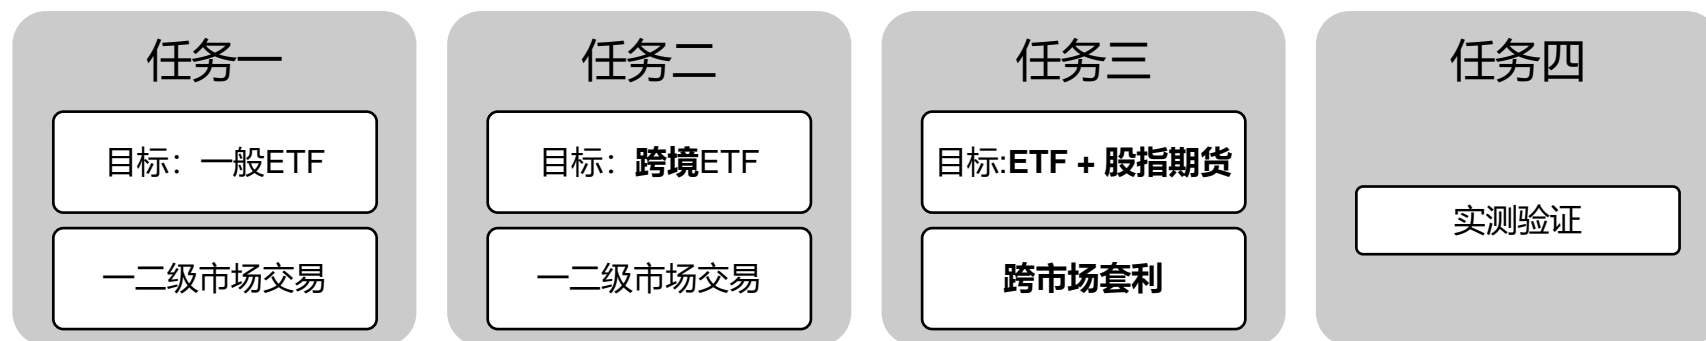 任务一
目标：一般ETF
一二级市场交易
任务二
目标：跨境ETF
一二级市场交易
任务三
目标:ETF + 股指期货
跨市场套利
任务四
实测验证